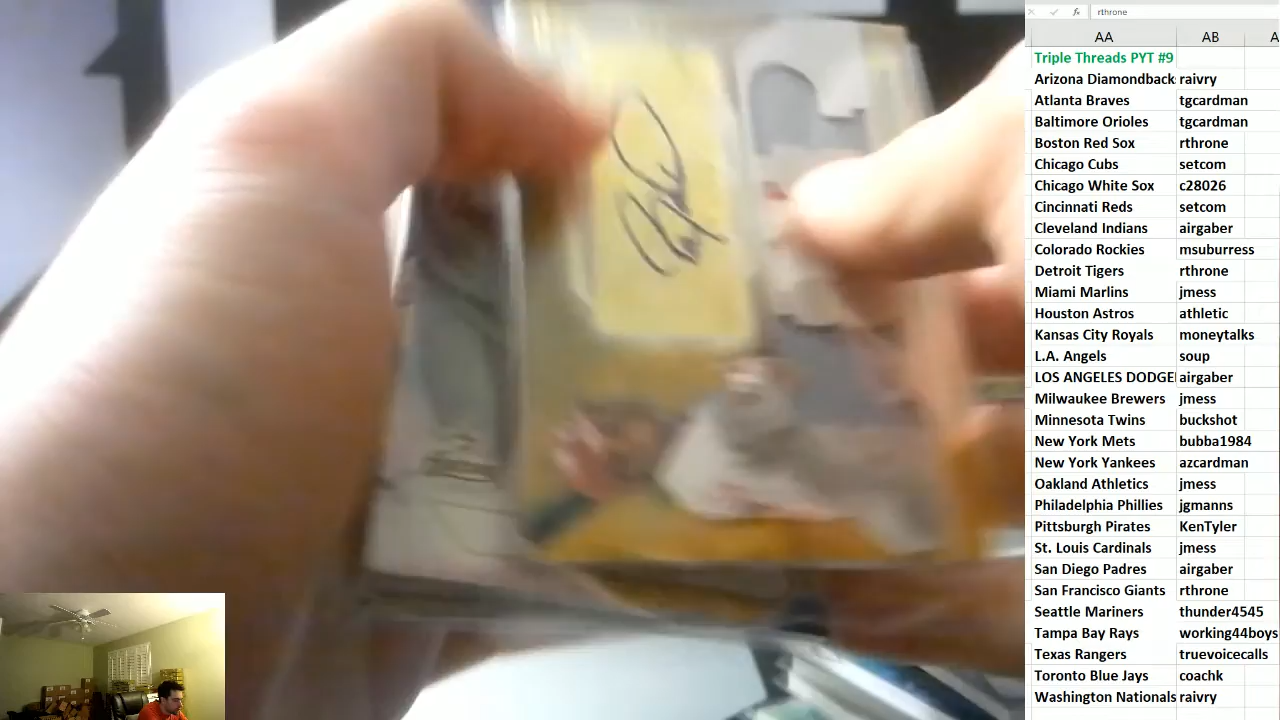 rthrone
AA AB A
Triple Threads PYT #9
Arizona Diamondback raivry
Atlanta Braves tgcardman
Baltimore Orioles tgcardman
Boston Red Sox rthrone
Chicago Cubs setcom
Chicago White Sox c28026
Cincinnati Reds setcom
Cleveland Indians airgaber
Colorado Rockies msuburress
Detroit Tigers rthrone
Miami Marlins jmess
Houston Astros athletic
Kansas City Royals moneytalks
L.A. Angels soup
LOS ANGELES DODGE airgaber
Milwaukee Brewers jmess
Minnesota Twins buckshot
New York Mets bubba1984
New York Yankees azcardman
Oakland Athletics jmess
Philadelphia Phillies jgmanns
Pittsburgh Pirates KenTyler
St. Louis Cardinals jmess
San Diego Padres airgaber
San Francisco Giants rthrone
Seattle Mariners thunder4545
Tampa Bay Rays working44boys
Texas Rangers truevoicecalls
Toronto Blue Jays coachk
Washington Nationals raivry